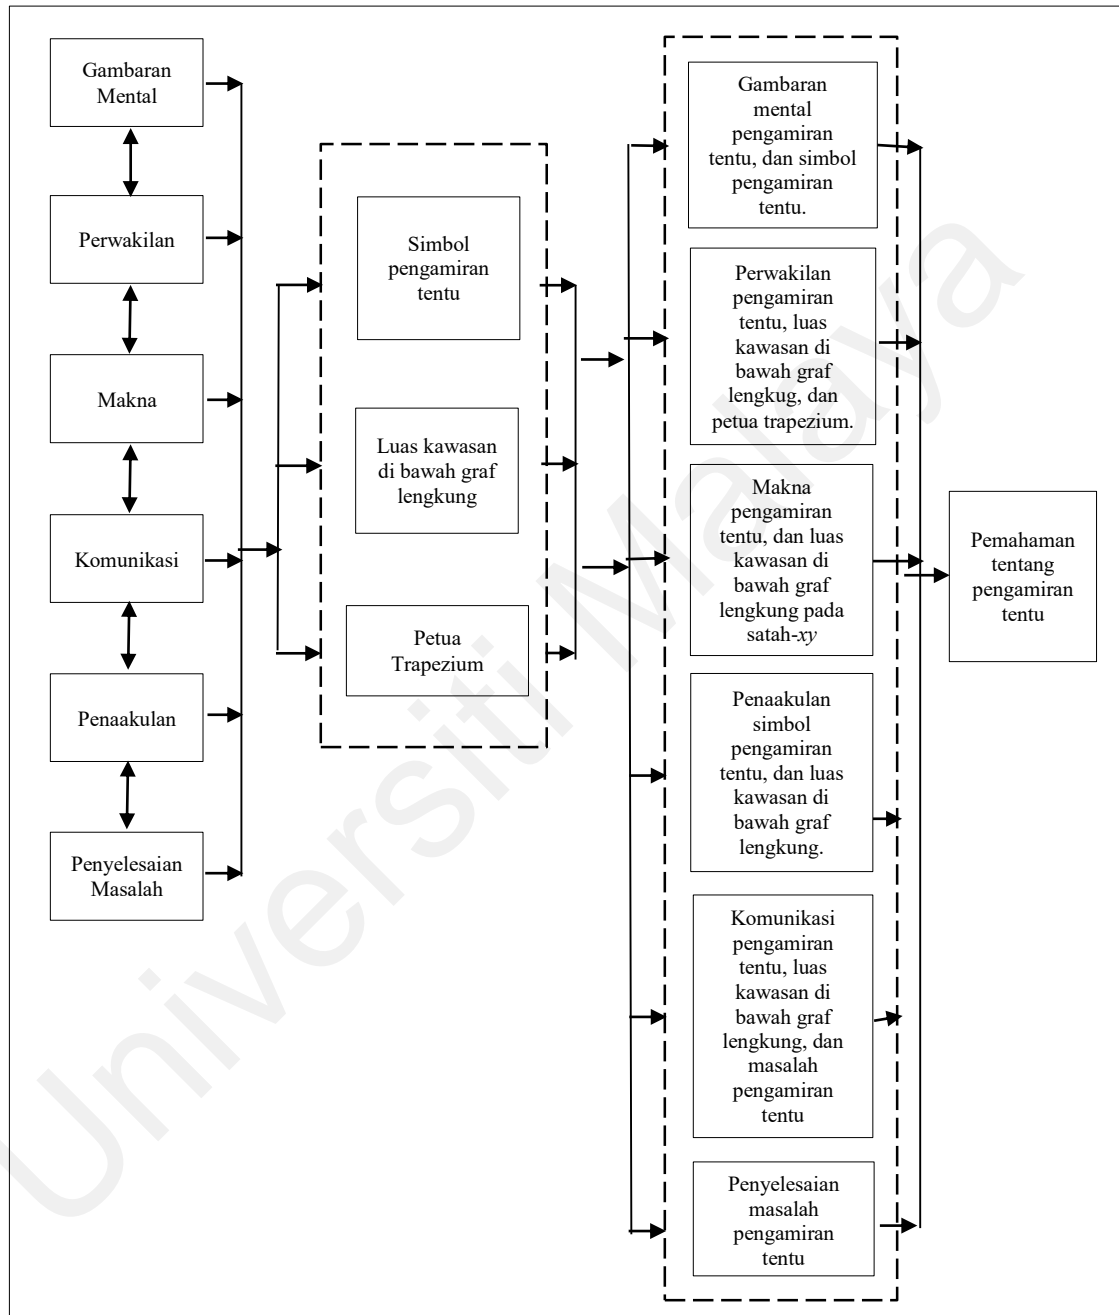 Gambaran
Mental
Perwakilan
Makna
Komunikasi
Penaakulan
Penyelesaian
Masalah
Simbol
pengamiran
tentu
Luas kawasan
di bawah graf
lengkung
Petua
Trapezium
Gambaran
mental
pengamiran
tentu, dan simbol
pengamiran
tentu.
Perwakilan
pengamiran
tentu, luas
kawasan di
bawah graf
lengkug, dan
petua trapezium.
Makna
pengamiran
tentu, dan luas
kawasan di
bawah graf
lengkung pada
satah-xy
Penaakulan
simbol
pengamiran
tentu, dan luas
kawasan di
bawah graf
lengkung.
Komunikasi
pengamiran
tentu, luas
kawasan di
bawah graf
lengkung, dan
masalah
pengamiran
tentu
Penyelesaian
masalah
pengamiran
tentu
Pemahaman
tentang
pengamiran
tentu
Universiti Malaya